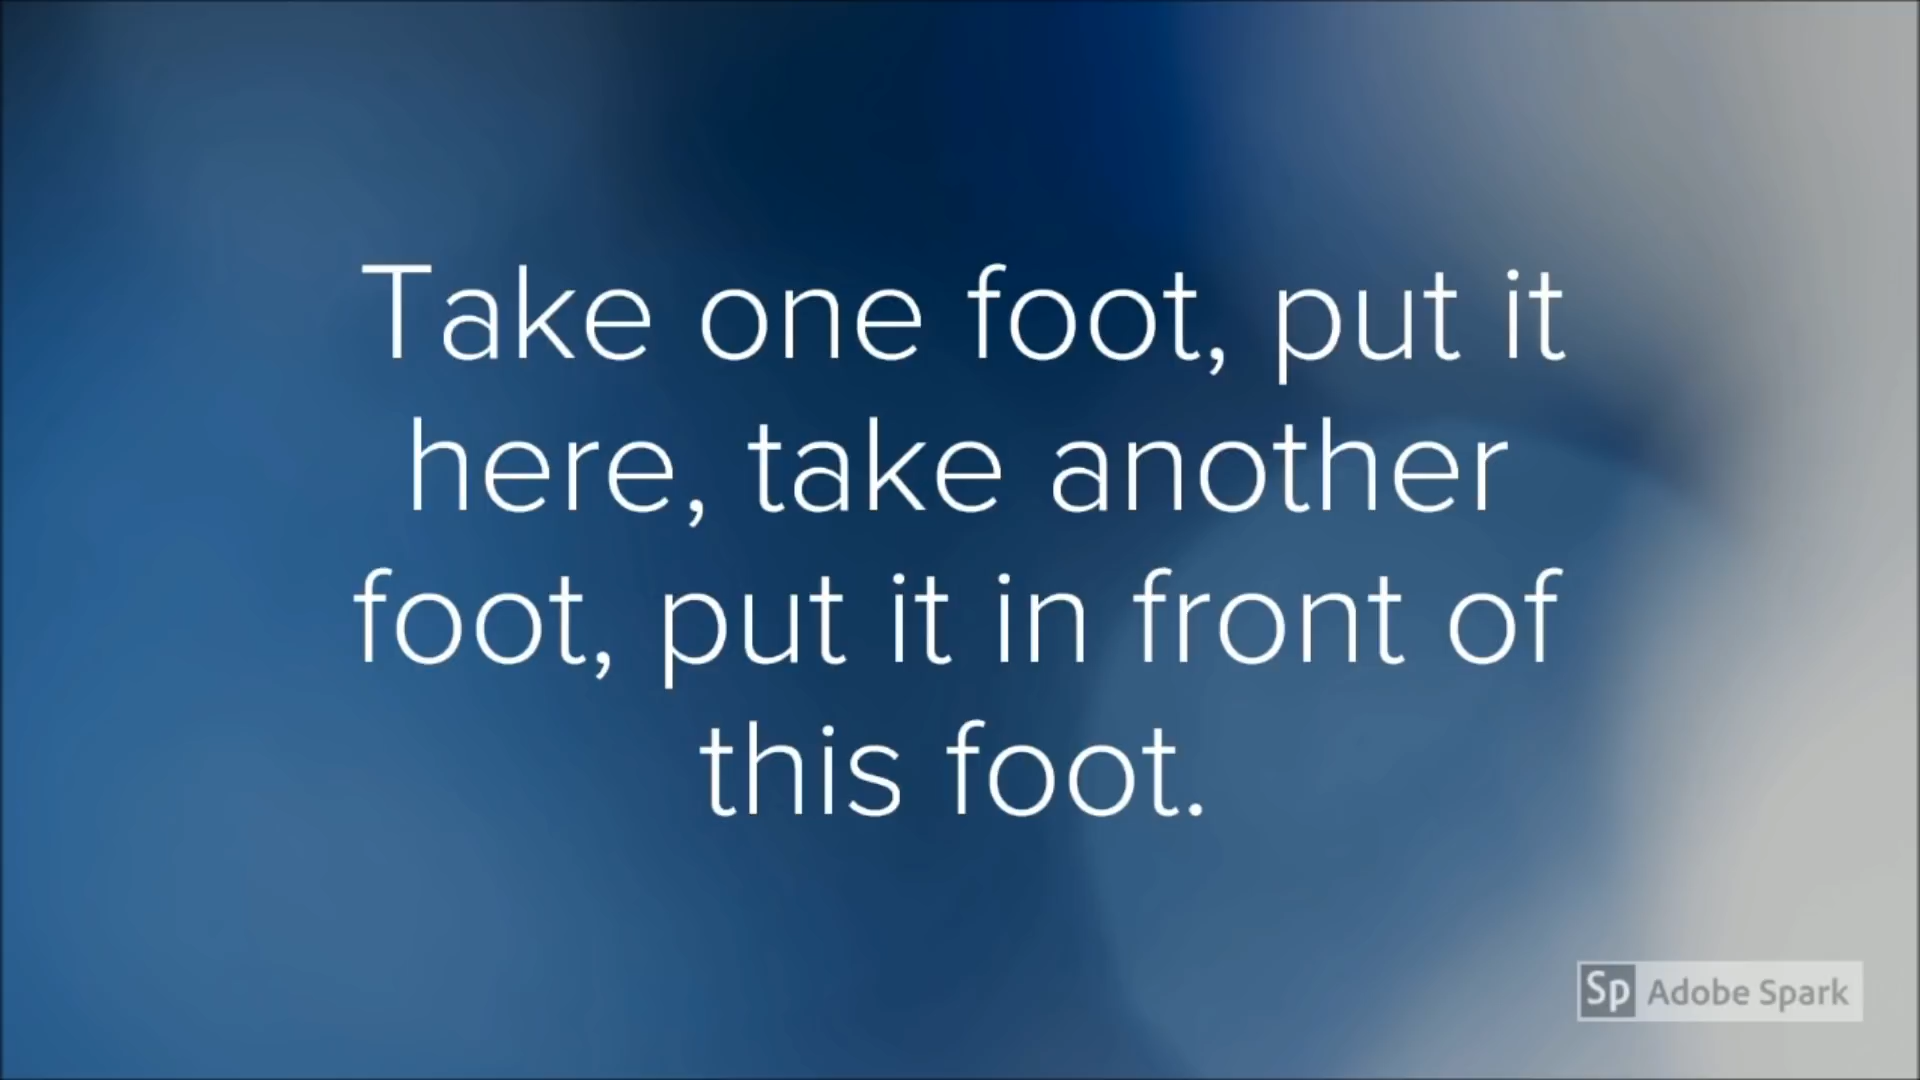 Take one foot, put it
here, take another
foot, put it in front of
this foot.
Sp Adobe Spark